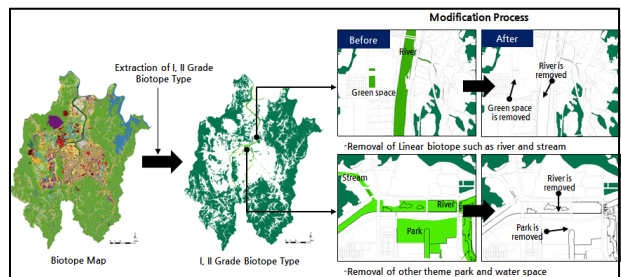 Modification Process
Extraction of I, II Grade
Biotope Type
Before
After
River
Green space
River is
removed
Green space
is removed
-Removal of Linear biotope such as river and stream
Stream
River
Park
River is
removed
Park is
removed
Biotope Map
I, II Grade Biotope Type
-Removal of other theme park and water space